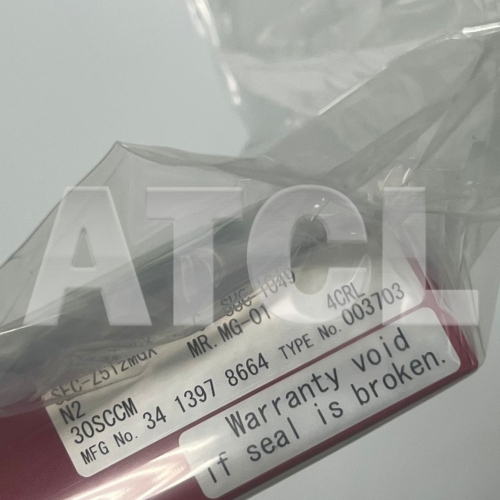 ATCL
SEC-Z512MGX
MR.MG-01
4CRL
N2
30SCCM
MFG No. 34 1397 8664 TYPE No. 003703
Warranty void
if seal is broken.